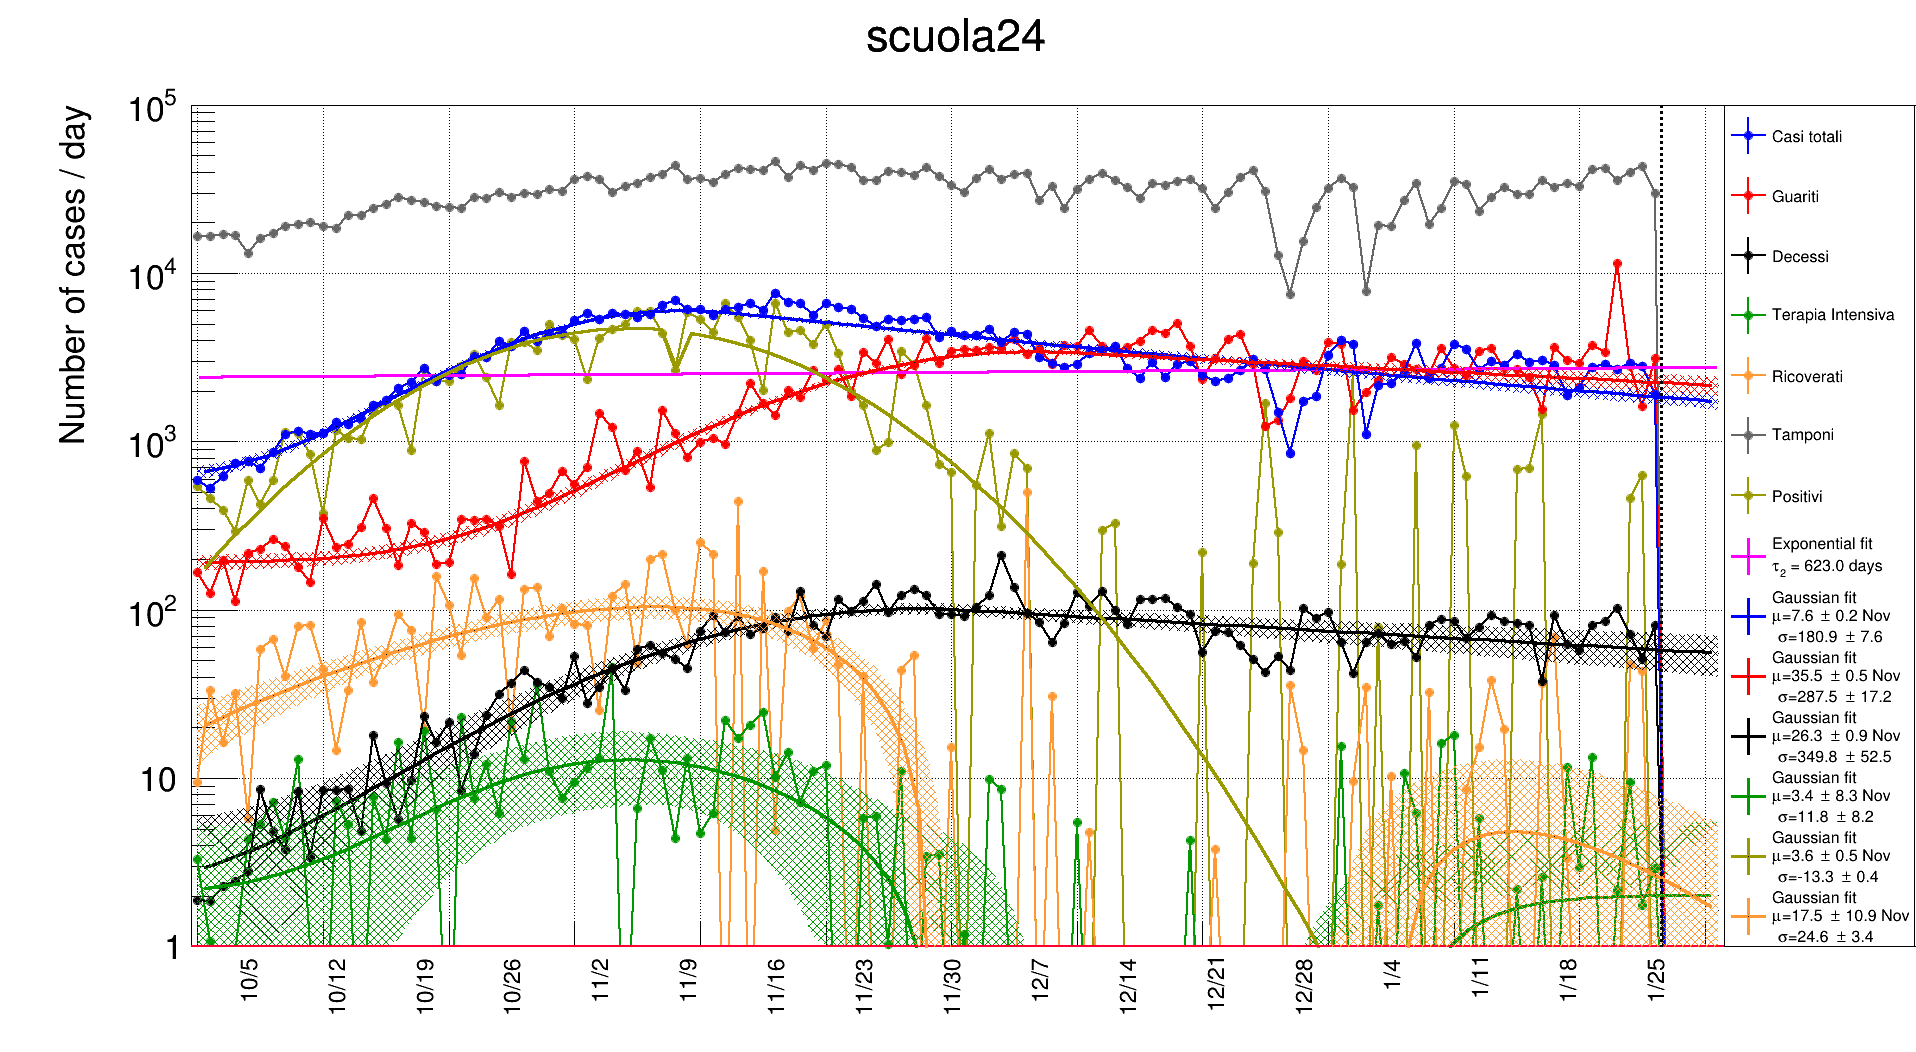 scuola24
Number of cases / day
10^5
10^4
10^3
10^2
10
1
10/5
10/12
10/19
10/26
11/2
11/9
11/16
11/23
11/30
12/7
12/14
12/21
12/28
1/4
1/11
1/18
1/25
Casi totali
Guariti
Decessi
Terapia Intensiva
Ricoverati
Tamponi
Positivi
Exponential fit
τ₂ = 623.0 days
Gaussian fit
μ=7.6 ± 0.2 Nov
σ=180.9 ± 7.6
Gaussian fit
μ=35.5 ± 0.5 Nov
σ=287.5 ± 17.2
Gaussian fit
μ=26.3 ± 0.9 Nov
σ=349.8 ± 52.5
Gaussian fit
μ=3.4 ± 8.3 Nov
σ=11.8 ± 8.2
Gaussian fit
μ=3.6 ± 0.5 Nov
σ=-13.3 ± 0.4
Gaussian fit
μ=17.5 ± 10.9 Nov
σ=24.6 ± 3.4